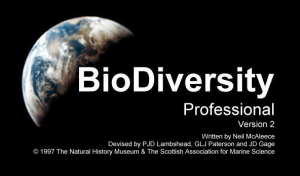 BioDiversity
Professional
Version 2
Written by Neil McAleece
Devised by PJD Lambshead, GLJ Paterson and JD Gage
© 1997 The Natural History Museum & The Scottish Association for Marine Science